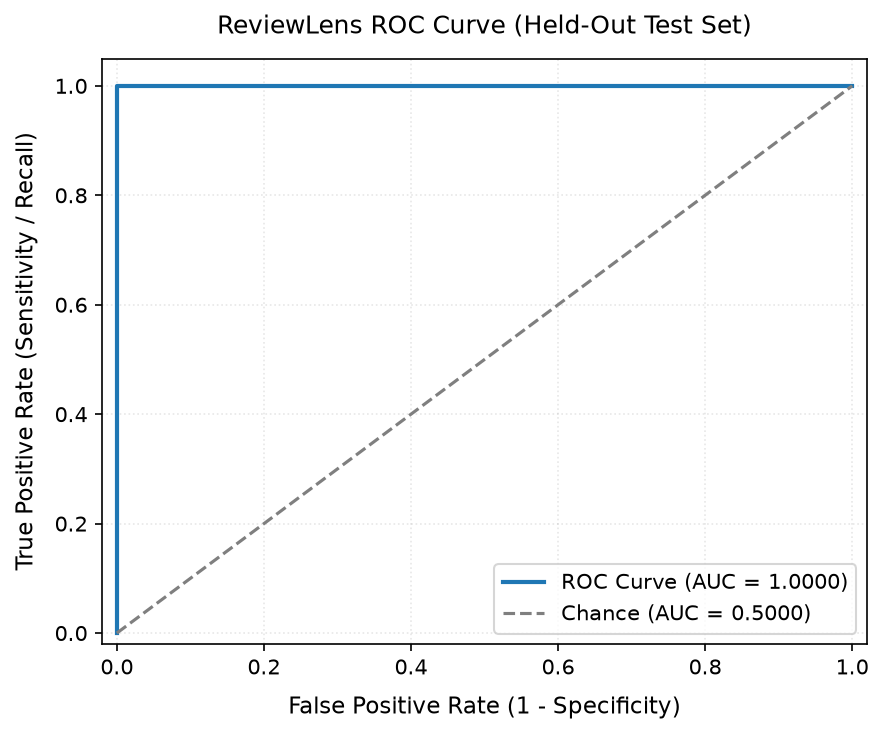 ReviewLens ROC Curve (Held-Out Test Set)
True Positive Rate (Sensitivity / Recall)
1.0
0.8
0.6
0.4
0.2
0.0
ROC Curve (AUC = 1.0000)
Chance (AUC = 0.5000)
0.0 0.2 0.4 0.6 0.8 1.0
False Positive Rate (1 - Specificity)